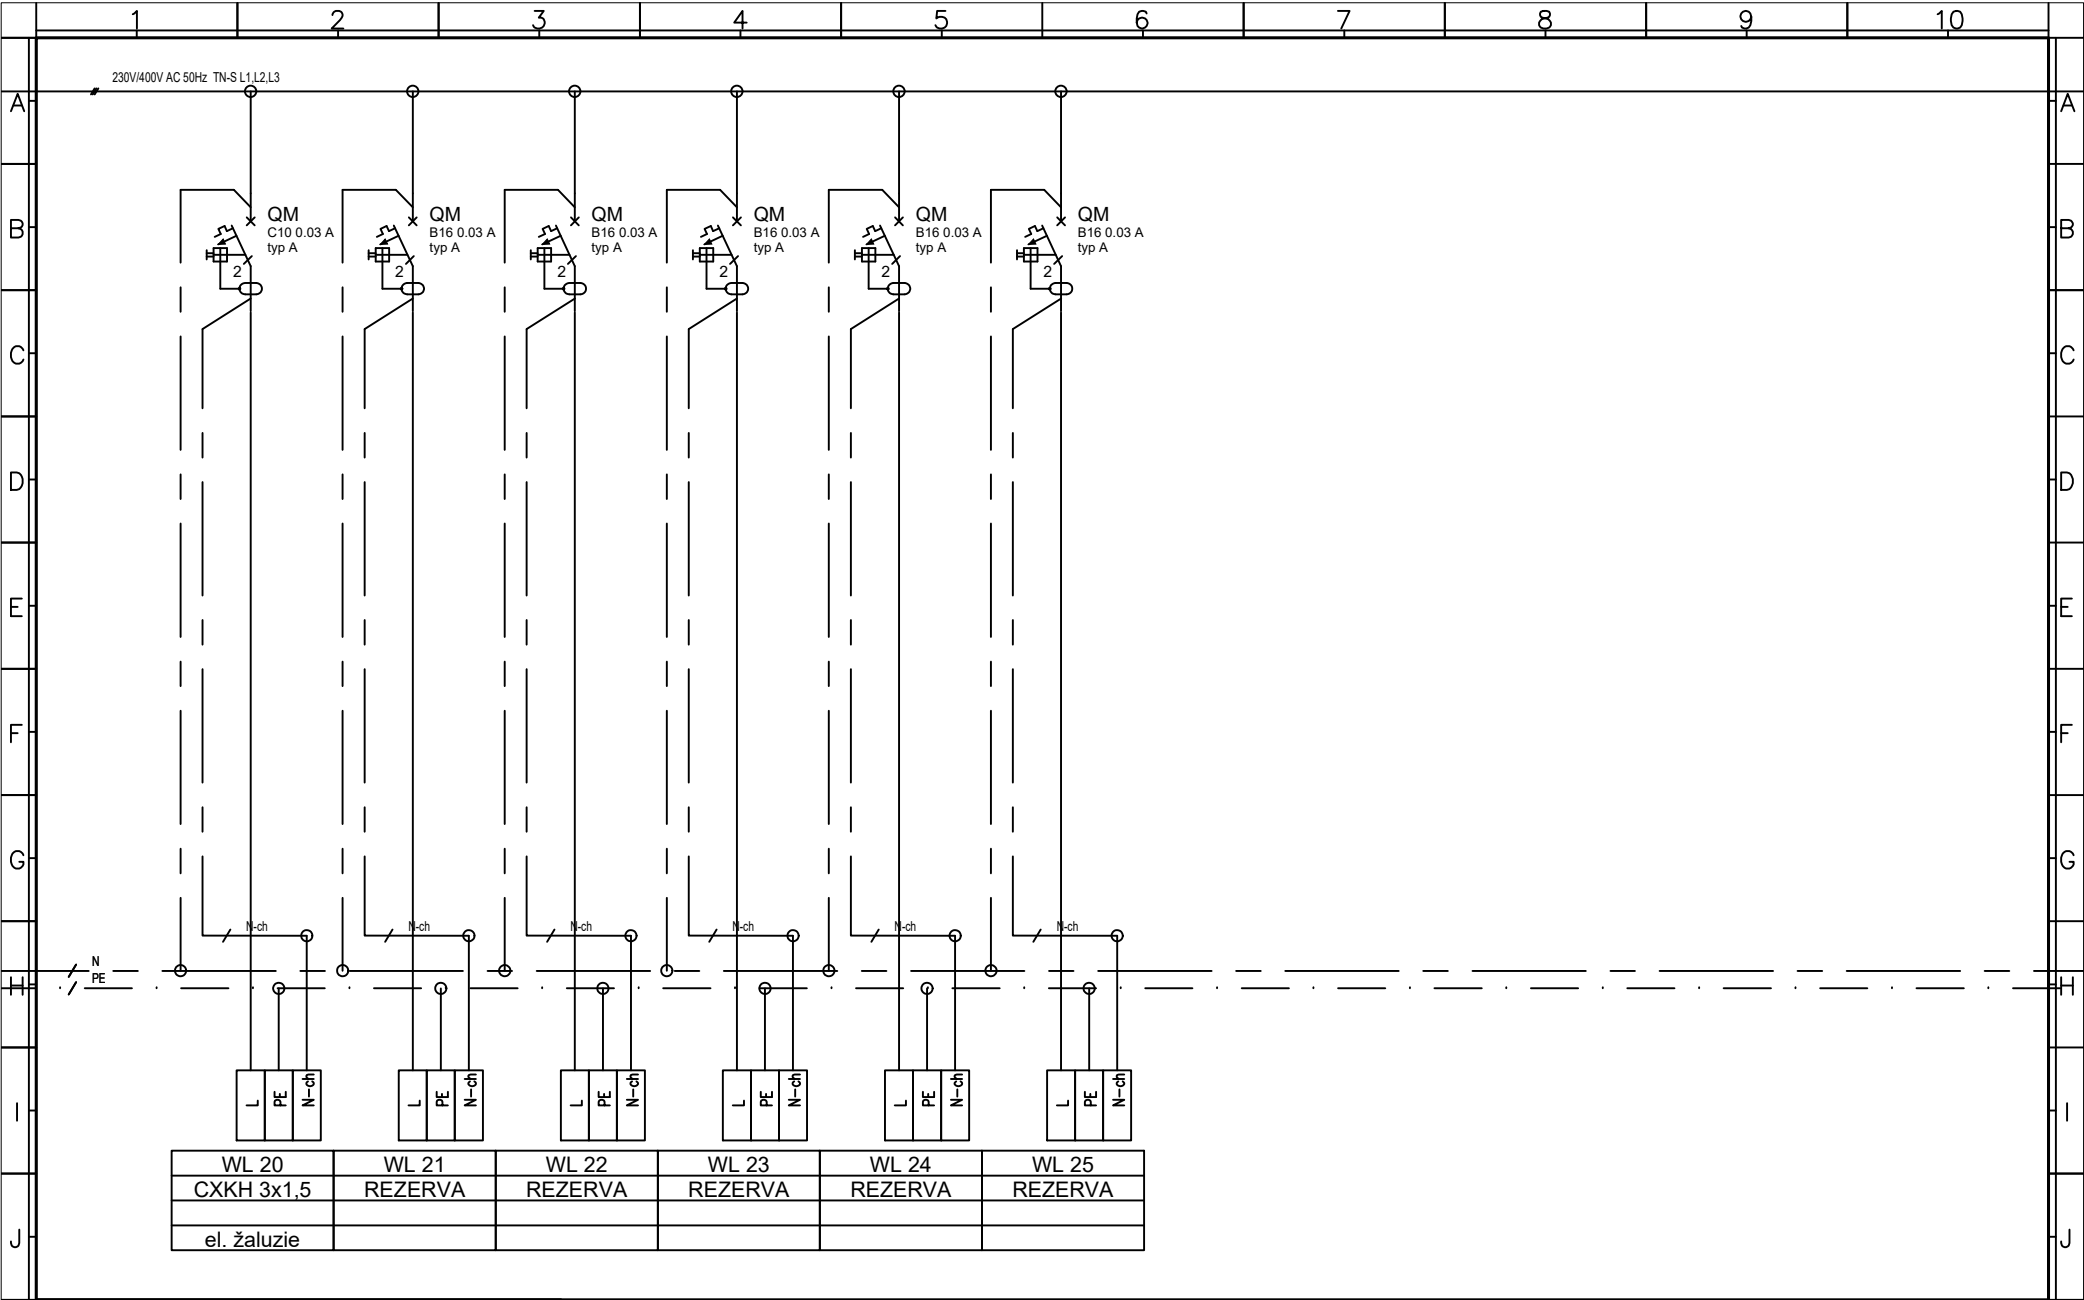 1 2 3 4 5 6 7 8 9 10
230V/400V AC 50Hz TN-S L1,L2,L3
A A
QM QM QM QM QM QM
C10 0.03 A B16 0.03 A B16 0.03 A B16 0.03 A B16 0.03 A B16 0.03 A
typ A typ A typ A typ A typ A typ A
B B
2 2 2 2 2 2
C C
D D
E E
F F
G G
N-ch N-ch N-ch N-ch N-ch N-ch
N
PE
H H
L PE N-ch L PE N-ch L PE N-ch L PE N-ch L PE N-ch L PE N-ch
I I
WL 20 WL 21 WL 22 WL 23 WL 24 WL 25
CXKH 3x1,5 REZERVA REZERVA REZERVA REZERVA REZERVA
el. žaluzie
J J